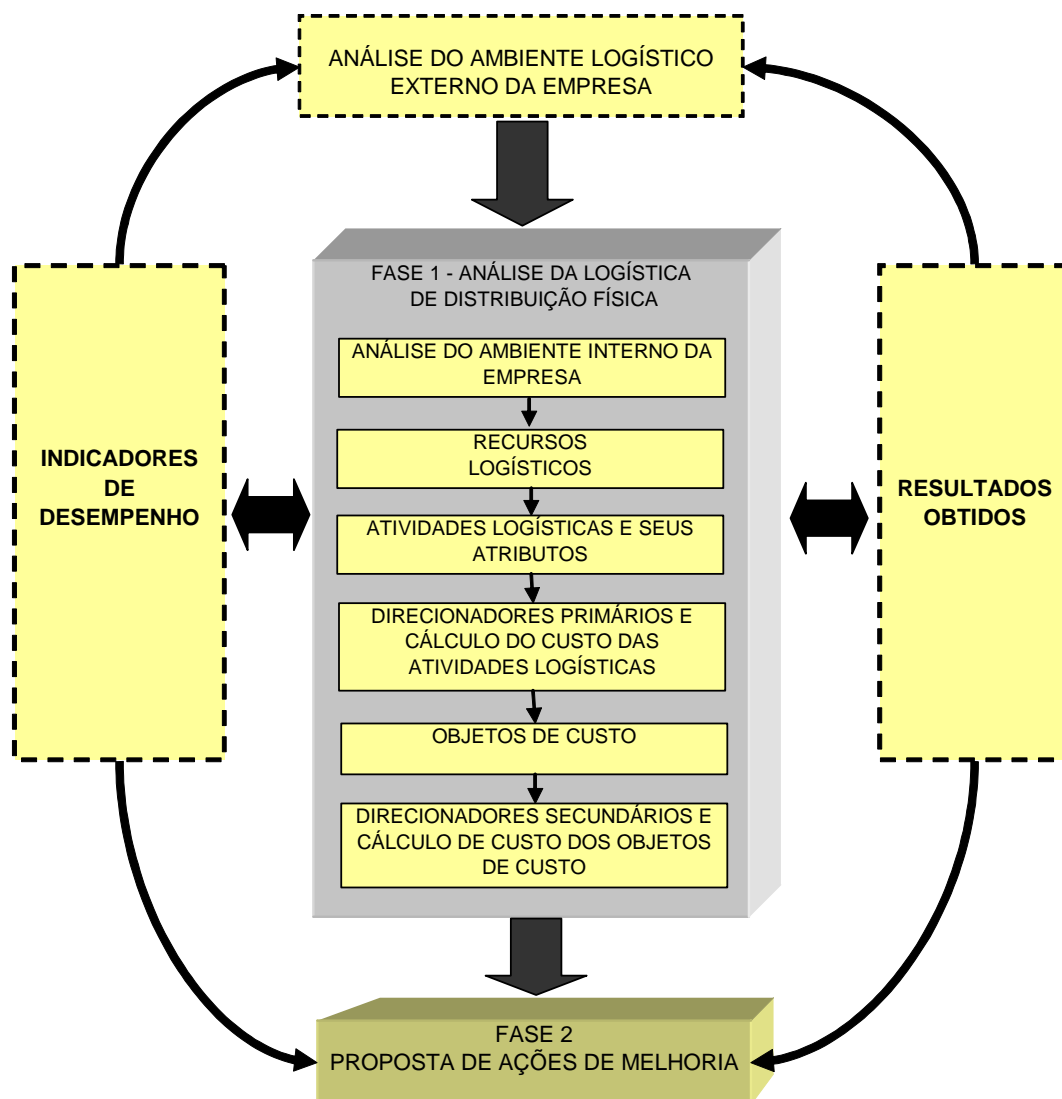 ANÁLISE DO AMBIENTE LOGÍSTICO
EXTERNO DA EMPRESA
FASE 1 - ANÁLISE DA LOGÍSTICA
DE DISTRIBUIÇÃO FÍSICA
ANÁLISE DO AMBIENTE INTERNO DA
EMPRESA
RECURSOS
LOGÍSTICOS
ATIVIDADES LOGÍSTICAS E SEUS
ATRIBUTOS
DIRECIONADORES PRIMÁRIOS E
CÁLCULO DO CUSTO DAS
ATIVIDADES LOGÍSTICAS
OBJETOS DE CUSTO
DIRECIONADORES SECUNDÁRIOS E
CÁLCULO DE CUSTO DOS OBJETOS
DE CUSTO
INDICADORES
DE
DESEMPENHO
RESULTADOS
OBTIDOS
FASE 2
PROPOSTA DE AÇÕES DE MELHORIA